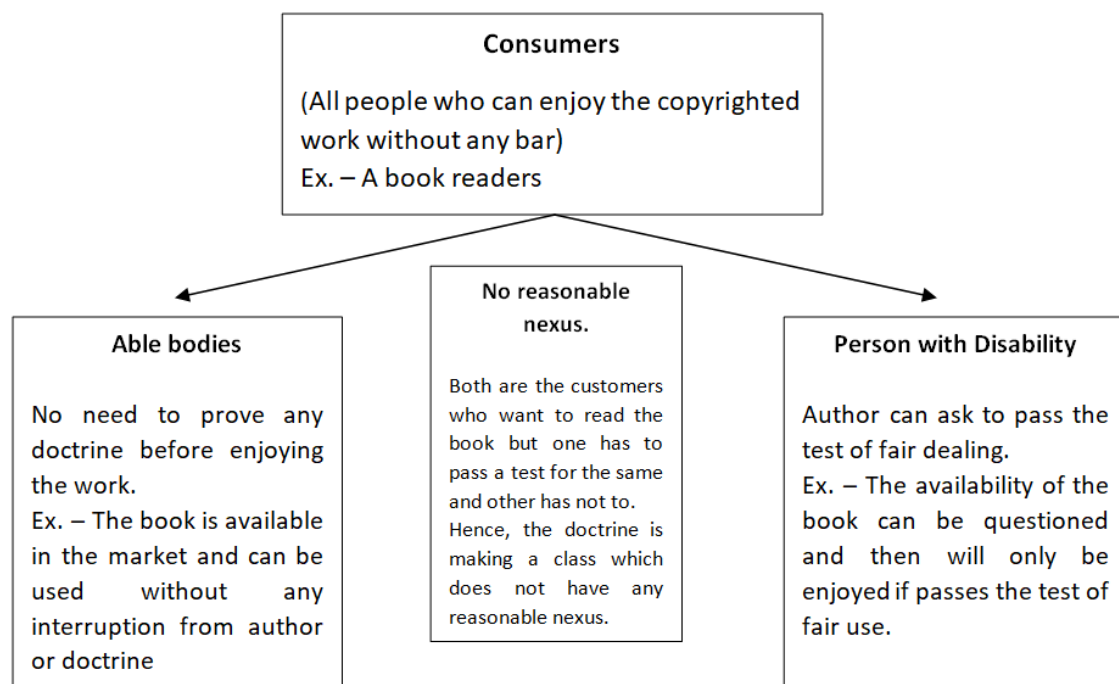 Consumers
(All people who can enjoy the copyrighted
work without any bar)
Ex. – A book readers
Able bodies
No need to prove any
doctrine before enjoying
the work.
Ex. – The book is available
in the market and can be
used without any
interruption from author
or doctrine
No reasonable
nexus.
Both are the customers
who want to read the
book but one has to
pass a test for the same
and other has not to.
Hence, the doctrine is
making a class which
does not have any
reasonable nexus.
Person with Disability
Author can ask to pass the
test of fair dealing.
Ex. – The availability of the
book can be questioned
and then will only be
enjoyed if passes the test of
fair use.